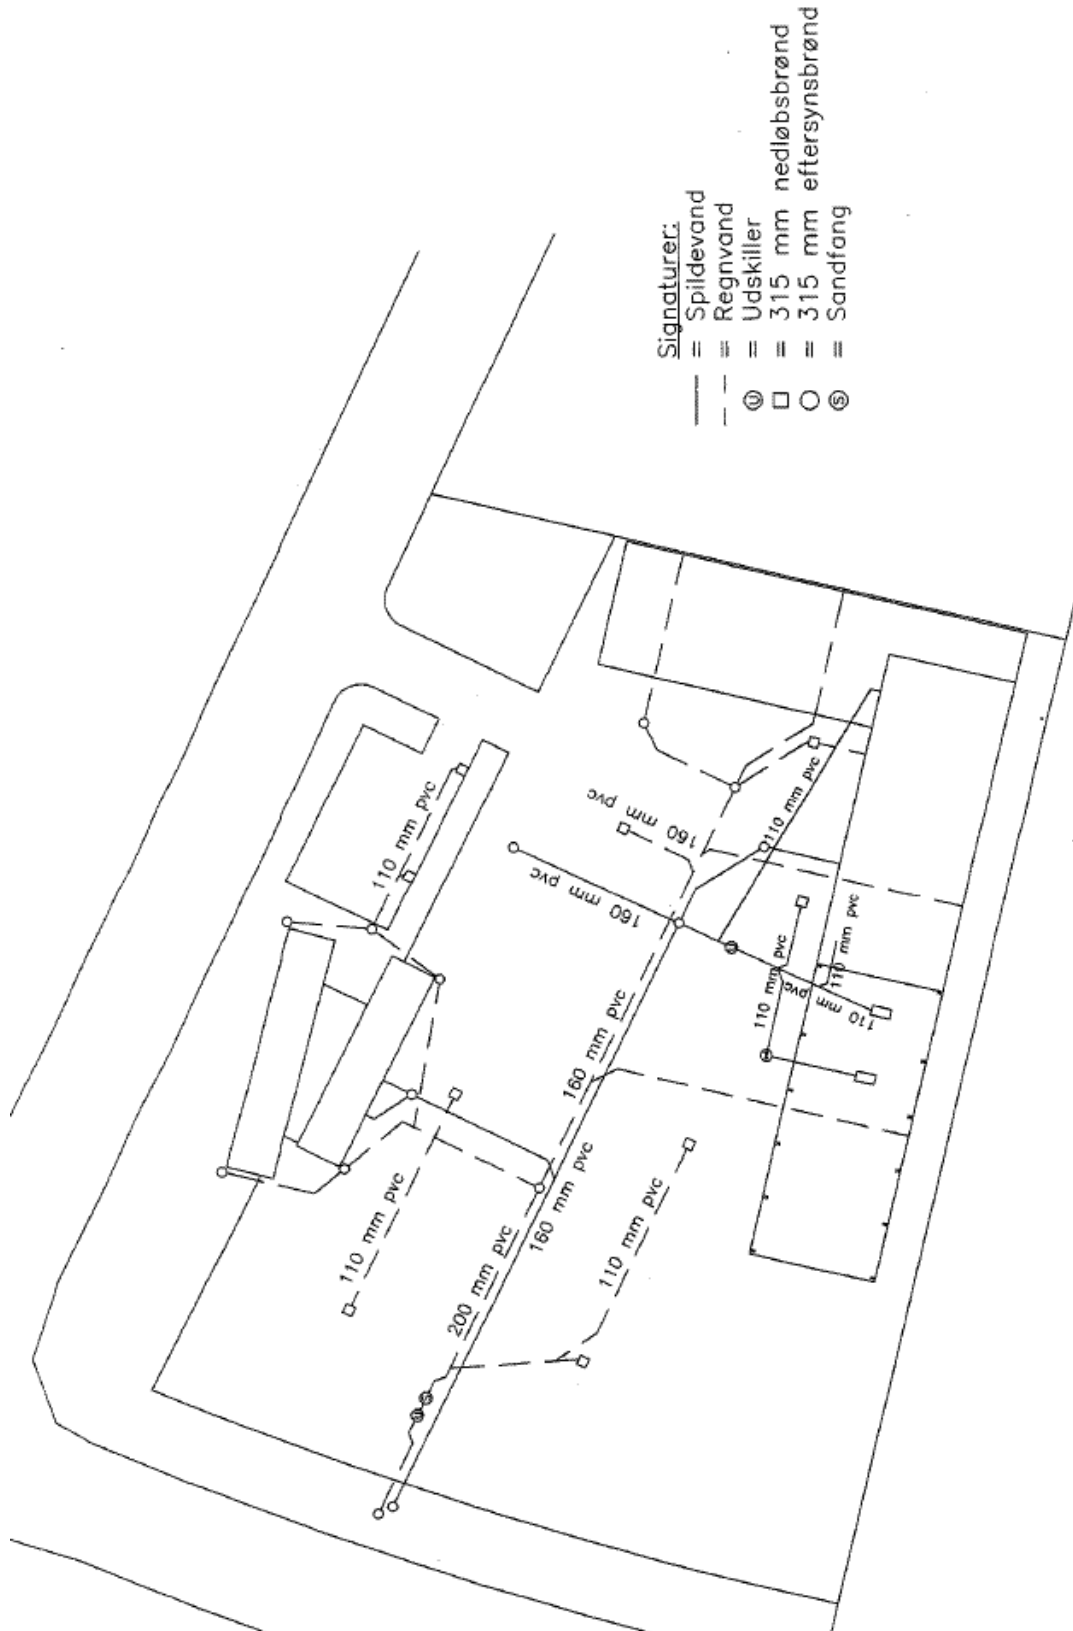 Signaturer:
= Spildevand
= Regnvand
U = Udskiller
= 315 mm nedløbsbrønd
= 315 mm eftersynsbrønd
S = Sandfang
110 mm pvc
110 mm pvc
200 mm pvc
160 mm pvc
160 mm pvc
110 mm pvc
160 mm pvc
160 mm pvc
110 mm pvc
110 mm pvc
110 mm pvc
110 mm pvc